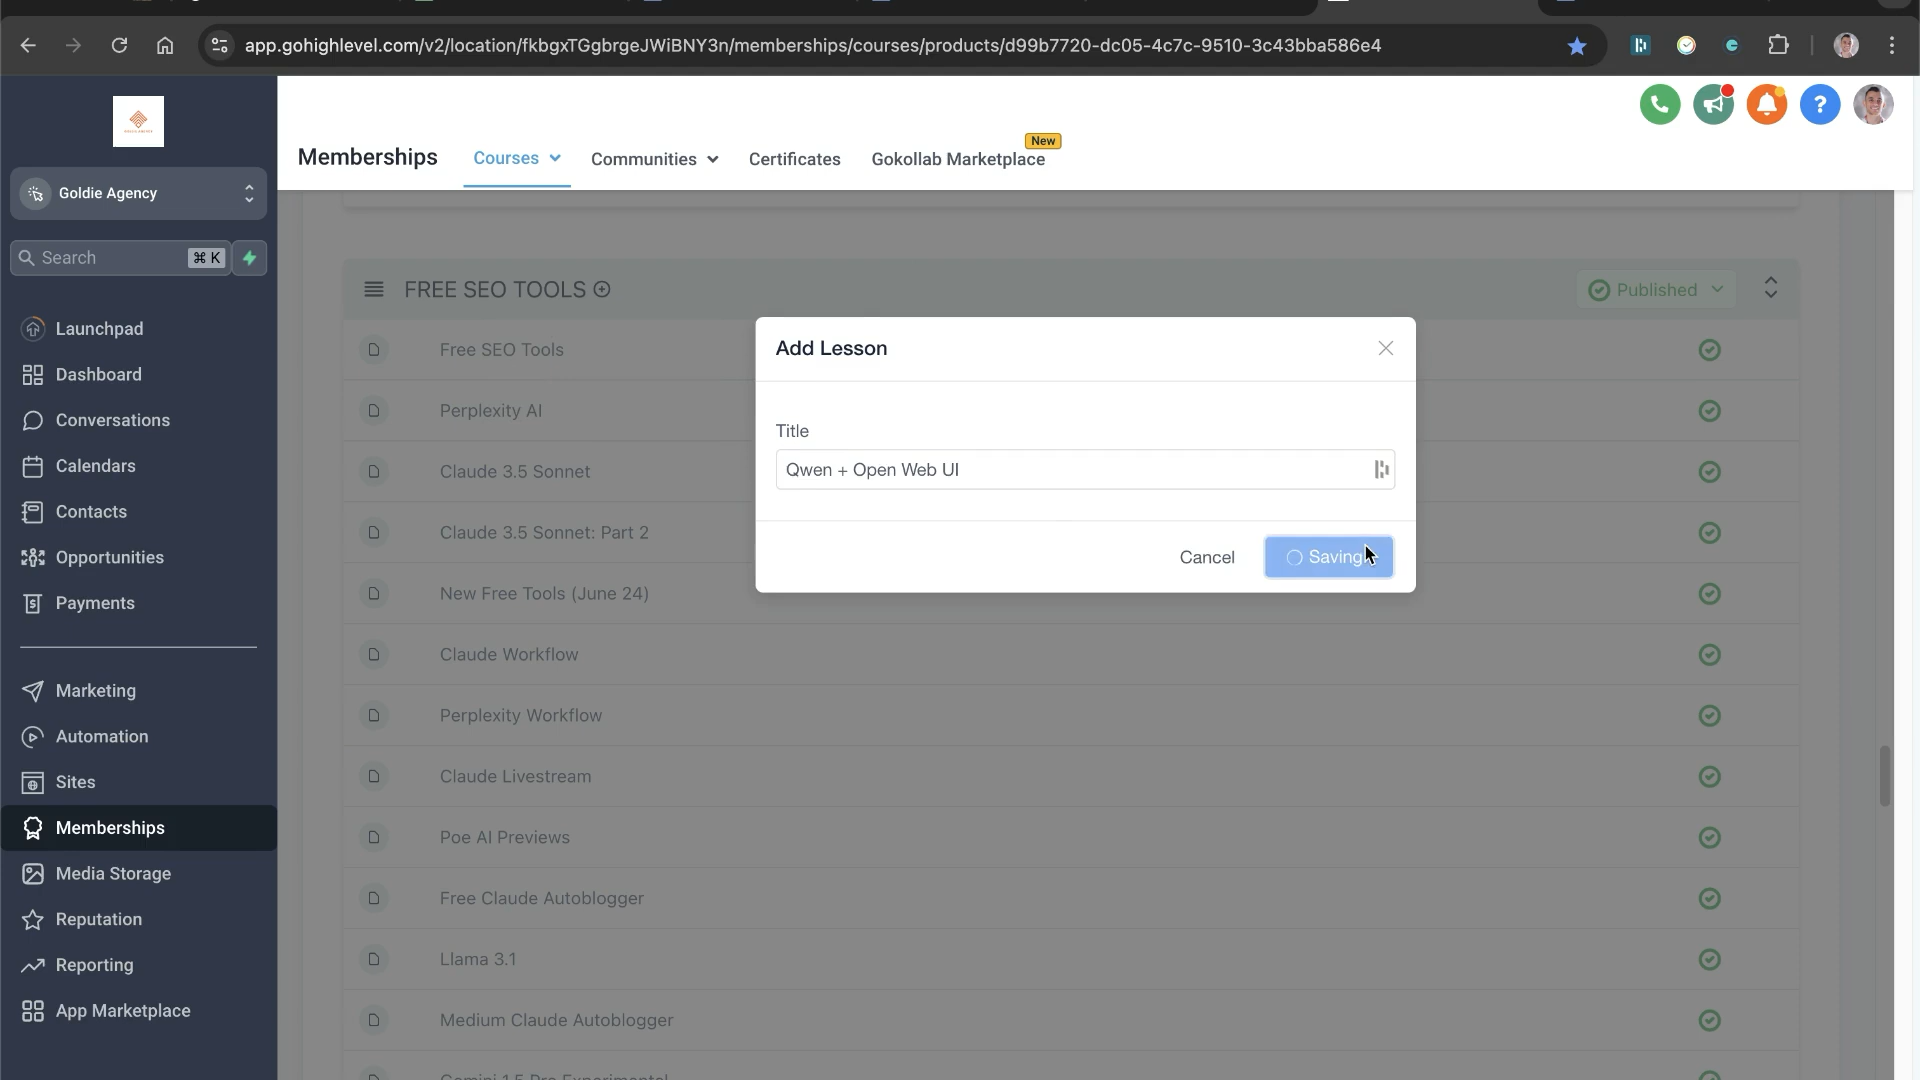 app.gohighlevel.com/v2/location/fkbgxTGgbrgeJWiBNY3n/memberships/courses/products/d99b7720-dc05-4c7c-9510-3c43bba586e4
Goldie Agency
Search
⌘ K
Launchpad
Dashboard
Conversations
Calendars
Contacts
Opportunities
Payments
Marketing
Automation
Sites
Memberships
Media Storage
Reputation
Reporting
App Marketplace
Memberships
Courses
Communities
Certificates
Gokollab Marketplace
New
FREE SEO TOOLS
Published
Free SEO Tools
Perplexity AI
Claude 3.5 Sonnet
Claude 3.5 Sonnet: Part 2
New Free Tools (June 24)
Claude Workflow
Perplexity Workflow
Claude Livestream
Poe AI Previews
Free Claude Autoblogger
Llama 3.1
Medium Claude Autoblogger
Gemini 1.5 Pro Experimental
Add Lesson
Title
Qwen + Open Web UI
Cancel
Saving